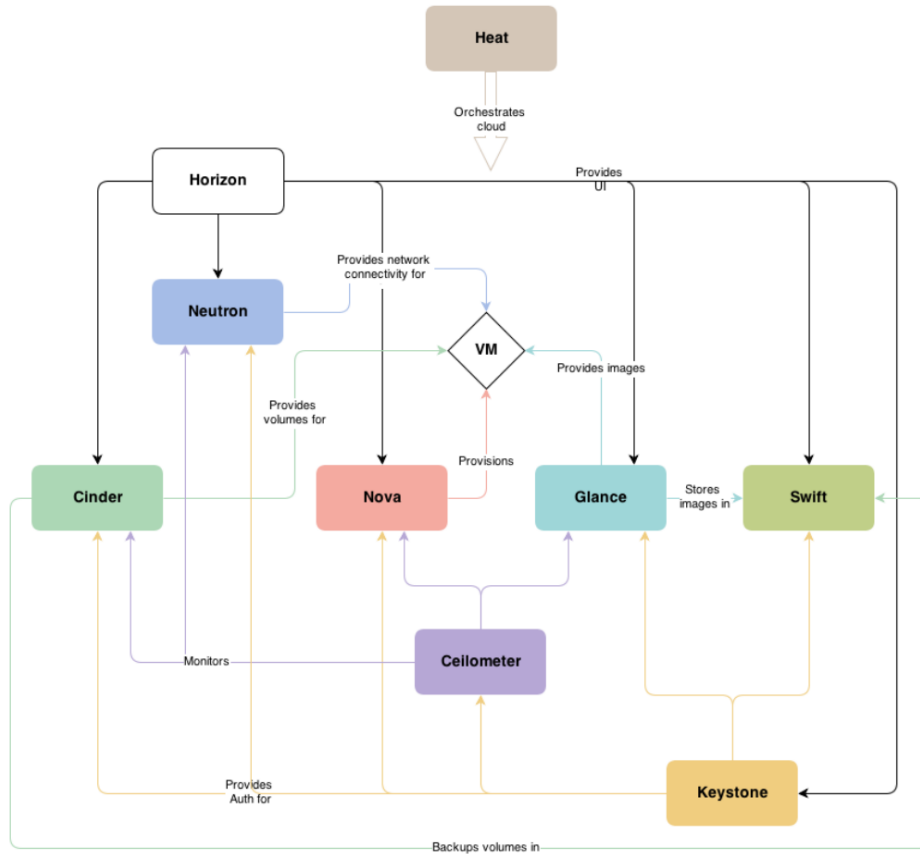 Heat
Orchestrates
cloud
Provides
UI
Horizon
Provides network
connectivity for
Neutron
VM
Provides images
Provides
volumes for
Provisions
Cinder
Nova
Glance
Stores
images in
Swift
Ceilometer
Monitors
Provides
Auth for
Keystone
Backups volumes in